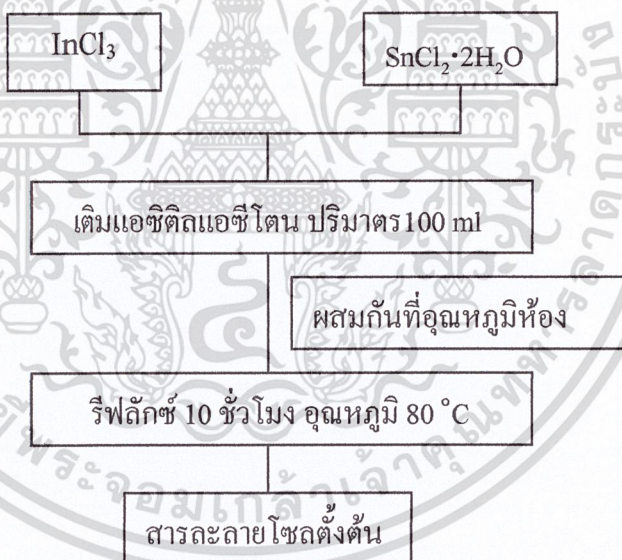 InCl₃
SnCl₂·2H₂O
เติมแอซิติลแอซีโตน ปริมาตร100 ml
ผสมกันที่อุณหภูมิห้อง
รีฟลักซ์ 10 ชั่วโมง อุณหภูมิ 80 °C
สารละลายโซลตั้งต้น